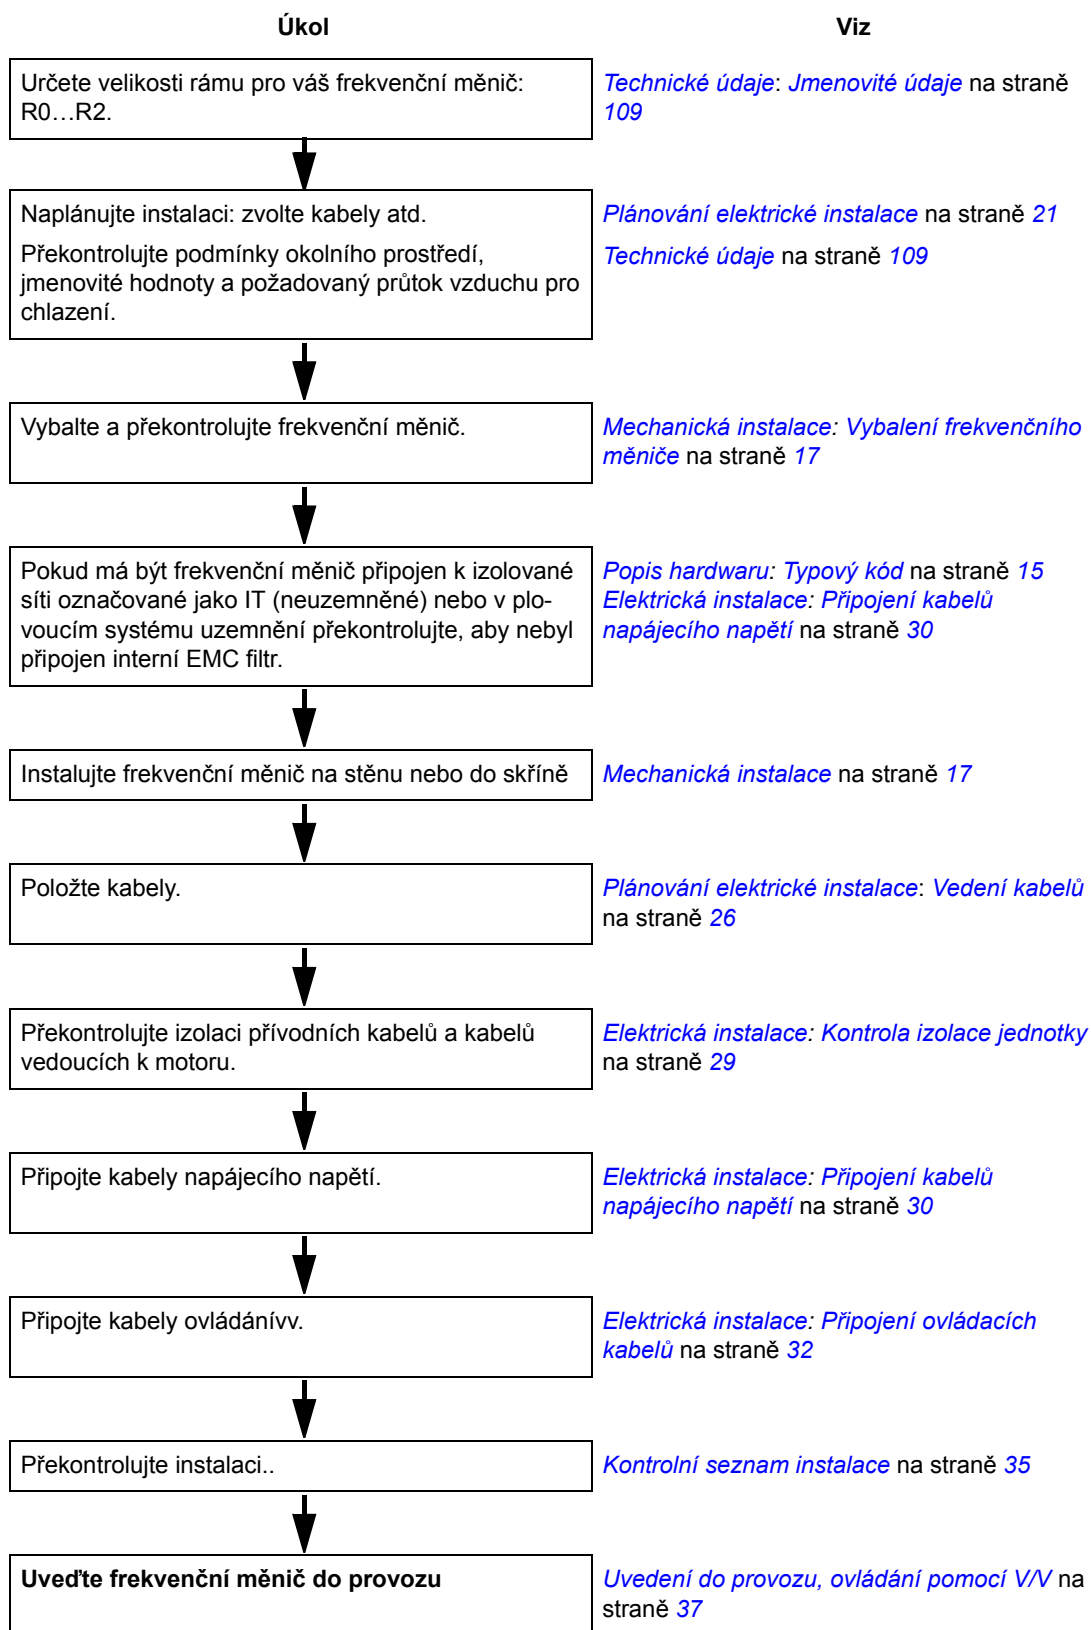 Úkol
Viz
Určete velikosti rámu pro váš frekvenční měnič:
R0…R2.
Technické údaje: Jmenovité údaje na straně
109
Naplánujte instalaci: zvolte kabely atd.
Překontrolujte podmínky okolního prostředí,
jmenovité hodnoty a požadovaný průtok vzduchu pro
chlazení.
Plánování elektrické instalace na straně 21
Technické údaje na straně 109
Vybalte a překontrolujte frekvenční měnič.
Mechanická instalace: Vybalení frekvenčního
měniče na straně 17
Pokud má být frekvenční měnič připojen k izolované
síti označované jako IT (neuzemněné) nebo v plo-
voucím systému uzemnění překontrolujte, aby nebyl
připojen interní EMC filtr.
Popis hardwaru: Typový kód na straně 15
Elektrická instalace: Připojení kabelů
napájecího napětí na straně 30
Instalujte frekvenční měnič na stěnu nebo do skříně
Mechanická instalace na straně 17
Položte kabely.
Plánování elektrické instalace: Vedení kabelů
na straně 26
Překontrolujte izolaci přívodních kabelů a kabelů
vedoucích k motoru.
Elektrická instalace: Kontrola izolace jednotky
na straně 29
Připojte kabely napájecího napětí.
Elektrická instalace: Připojení kabelů
napájecího napětí na straně 30
Připojte kabely ovládánívv.
Elektrická instalace: Připojení ovládacích
kabelů na straně 32
Překontrolujte instalaci..
Kontrolní seznam instalace na straně 35
Uveďte frekvenční měnič do provozu
Uvedení do provozu, ovládání pomocí V/V na
straně 37